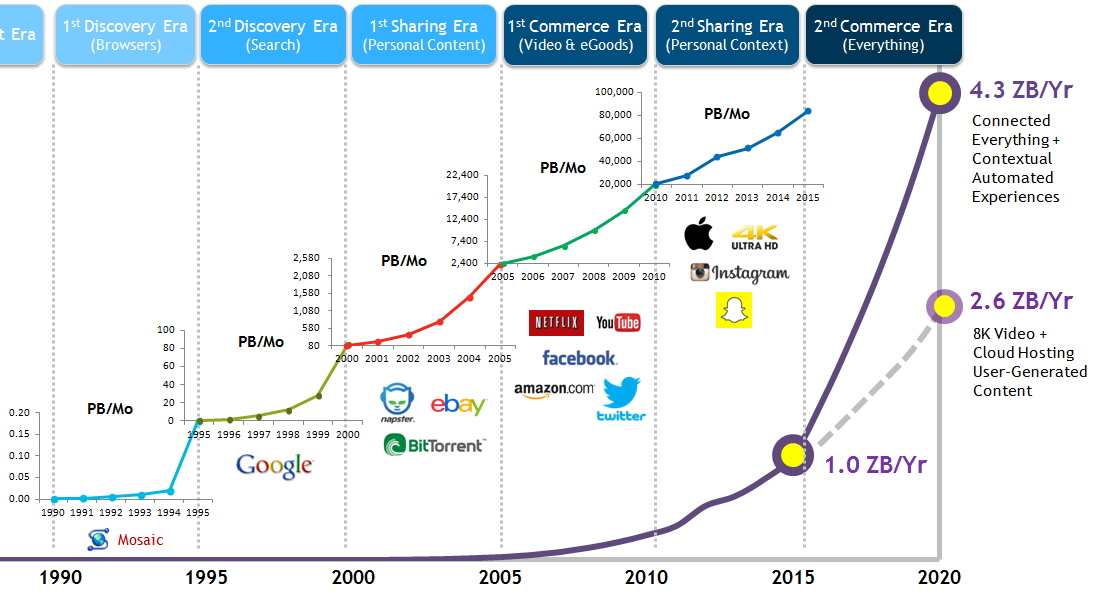 t Era
1st Discovery Era
(Browsers)
2nd Discovery Era
(Search)
1st Sharing Era
(Personal Content)
1st Commerce Era
(Video & eGoods)
2nd Sharing Era
(Personal Context)
2nd Commerce Era
(Everything)
4.3 ZB/Yr
Connected
Everything +
Contextual
Automated
Experiences
100,000
80,000
60,000
40,000
20,000
PB/Mo
2010 2011 2012 2013 2014 2015
22,400
17,400
12,400
7,400
2,400
PB/Mo
2005 2006 2007 2008 2009 2010
2,580
2,080
1,580
1,080
580
80
PB/Mo
2000 2001 2002 2003 2004 2005
100
80
60
40
20
0
PB/Mo
1995 1996 1997 1998 1999 2000
0.20
0.15
0.10
0.05
0.00
PB/Mo
1990 1991 1992 1993 1994 1995
Mosaic
Google
napster.
ebay
BitTorrent™
NETFLIX
YouTube
facebook.
amazon.com
twitter
4K
ULTRA HD
Instagram
2.6 ZB/Yr
8K Video +
Cloud Hosting
User-Generated
Content
1.0 ZB/Yr
1990 1995 2000 2005 2010 2015 2020